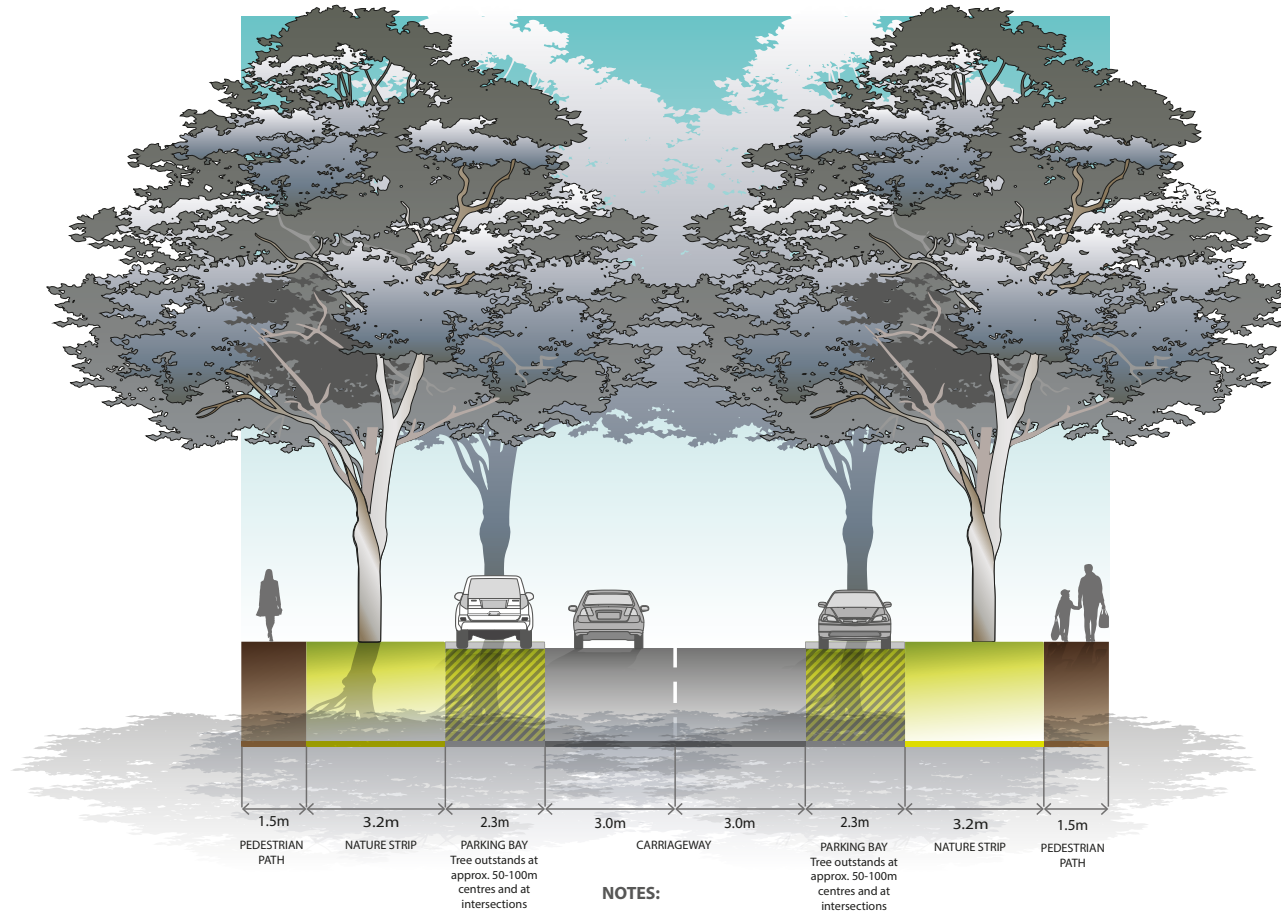 1.5m
3.2m
2.3m
3.0m
3.0m
2.3m
3.2m
1.5m
PEDESTRIAN
PATH
NATURE STRIP
PARKING BAY
Tree outstands at
approx. 50-100m
centres and at
intersections
CARRIAGEWAY
PARKING BAY
Tree outstands at
approx. 50-100m
centres and at
intersections
NATURE STRIP
PEDESTRIAN
PATH
NOTES: